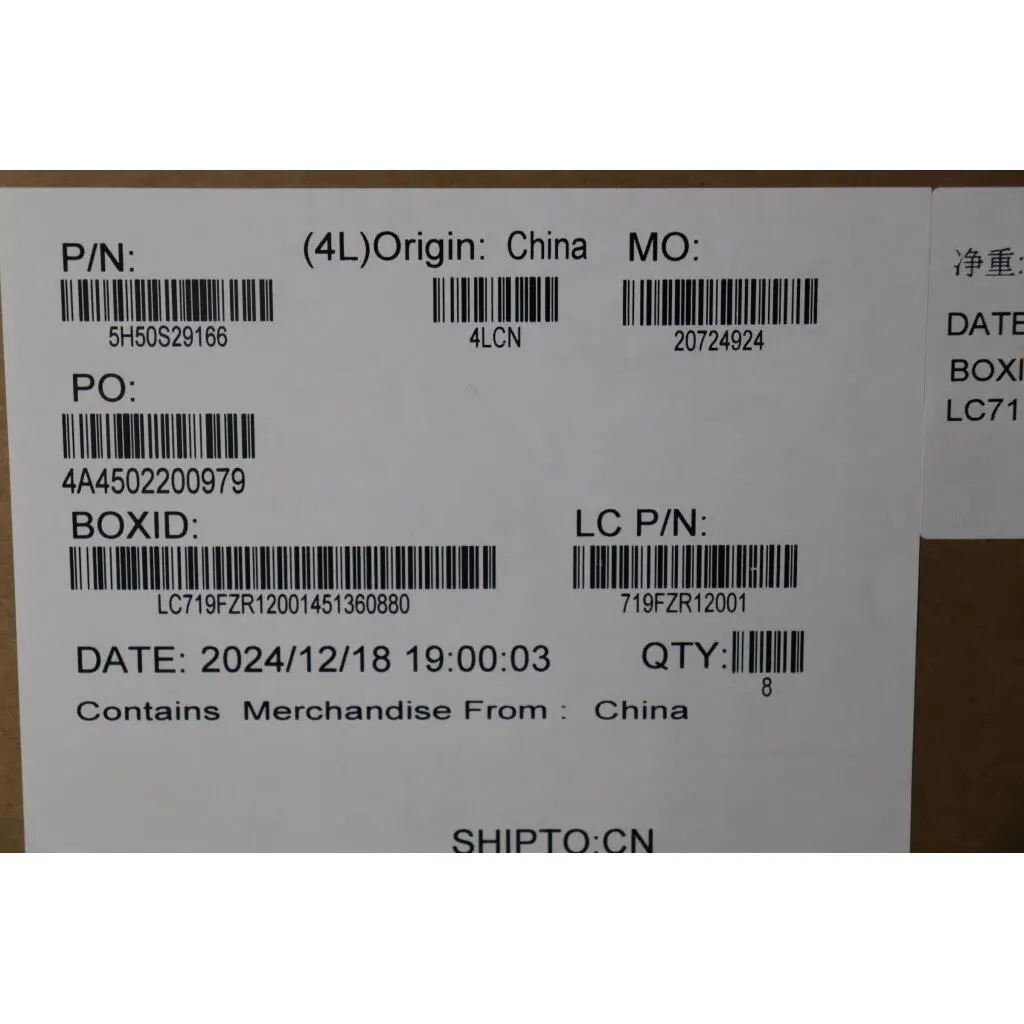 P/N: (4L)Origin: China MO:
5H50S29166 4LCN 20724924
PO:
4A4502200979
BOXID: LC P/N:
LC719FZR12001451360880 719FZR12001
DATE: 2024/12/18 19:00:03 QTY:
8
Contains Merchandise From : China
SHIPTO:CN
净重:
DATE
BOXI
LC71